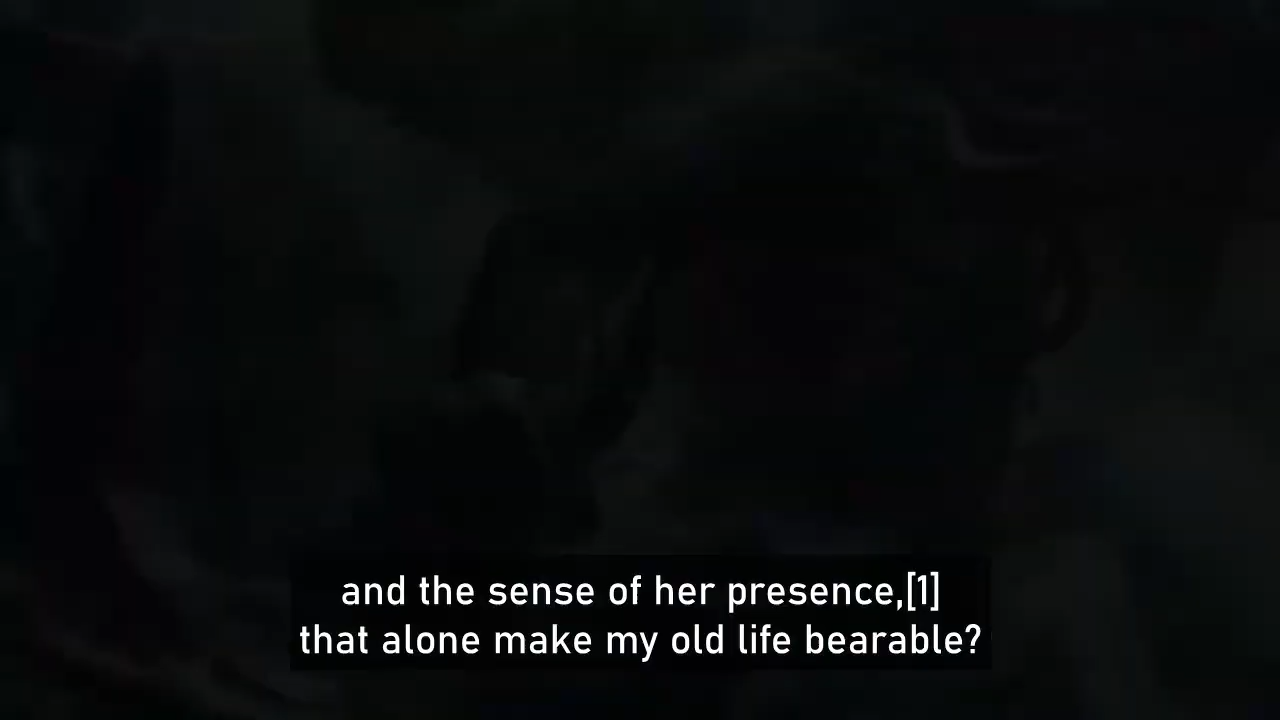 and the sense of her presence,[1]
that alone make my old life bearable?